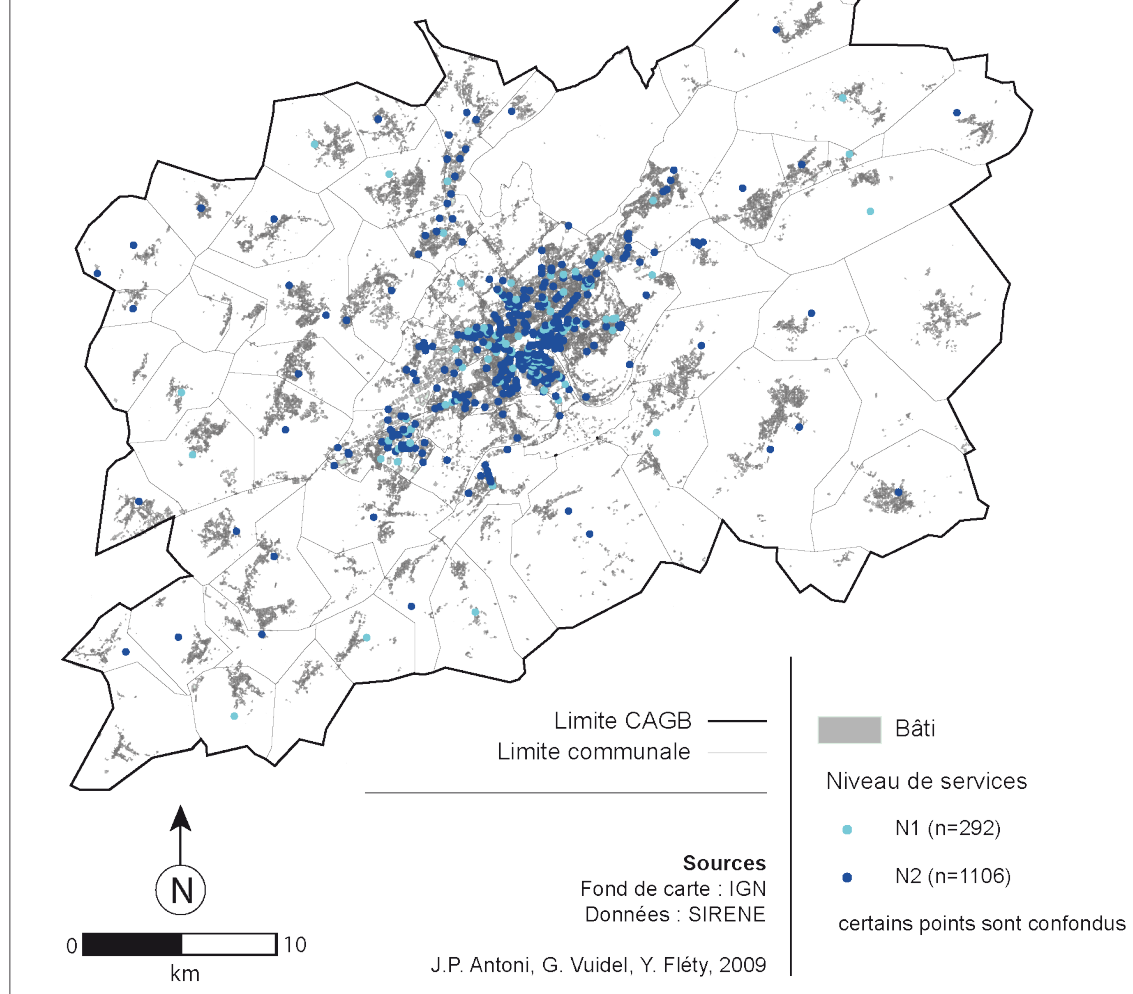 Limite CAGB
Limite communale
Sources
Fond de carte : IGN
Données : SIRENE
J.P. Antoni, G. Vuidel, Y. Fléty, 2009
Bâti
Niveau de services
N1 (n=292)
N2 (n=1106)
certains points sont confondus
N
0 10
km